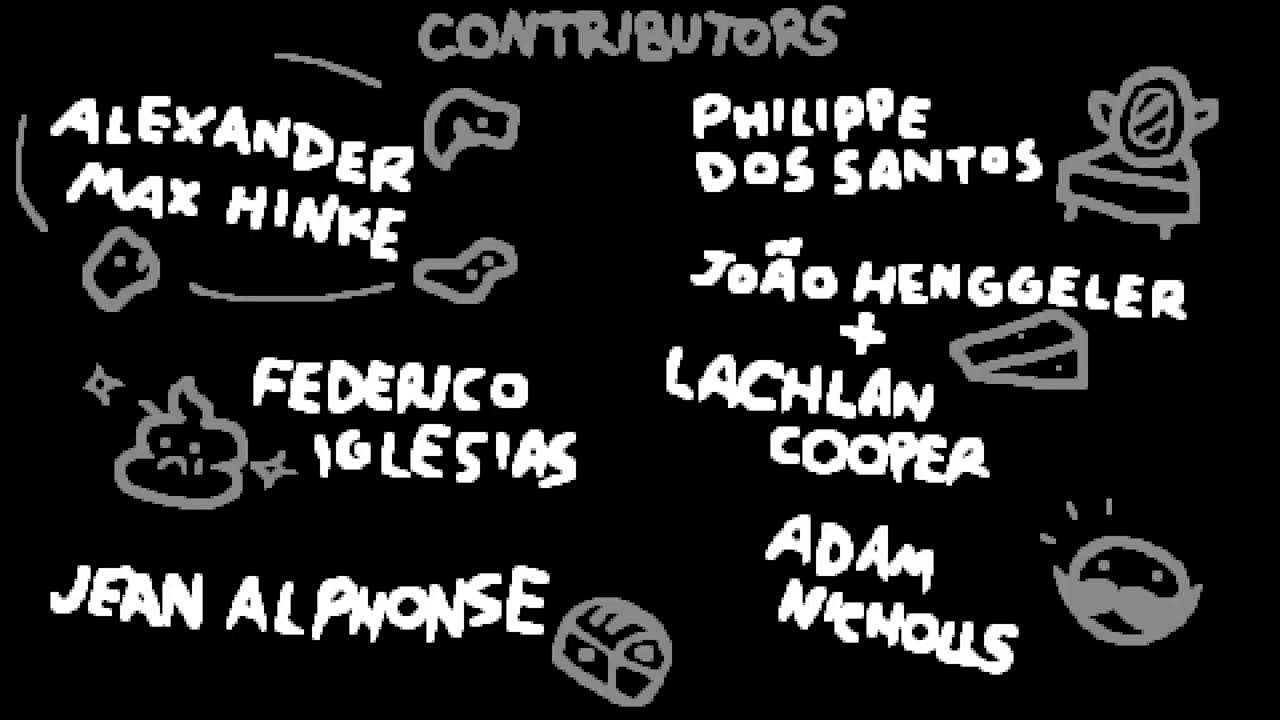 CONTRIBUTORS
ALEXANDER
MAX HINKE
FEDERICO
IGLESIAS
JEAN ALPHONSE
PHILIPPE
DOS SANTOS
JOÃO HENGGELER
+
LACHLAN
COOPER
ADAM
NICHOLLS